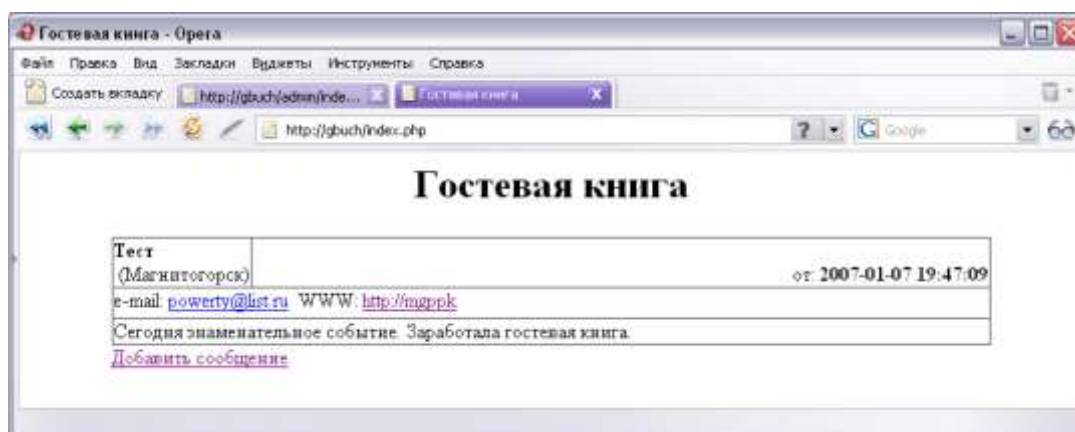 Гостевая книга - Opera
Файл Правка Вид Закладки Виджеты Инструменты Справка
Создать вкладку http://gbuch/admin/inde... Гостевая книга
http://gbuch/index.php ? Google
Гостевая книга
Тест
(Магнитогорск) от: 2007-01-07 19:47:09
e-mail: powerty@list.ru WWW: http://mgppk
Сегодня знаменательное событие. Заработала гостевая книга.
Добавить сообщение